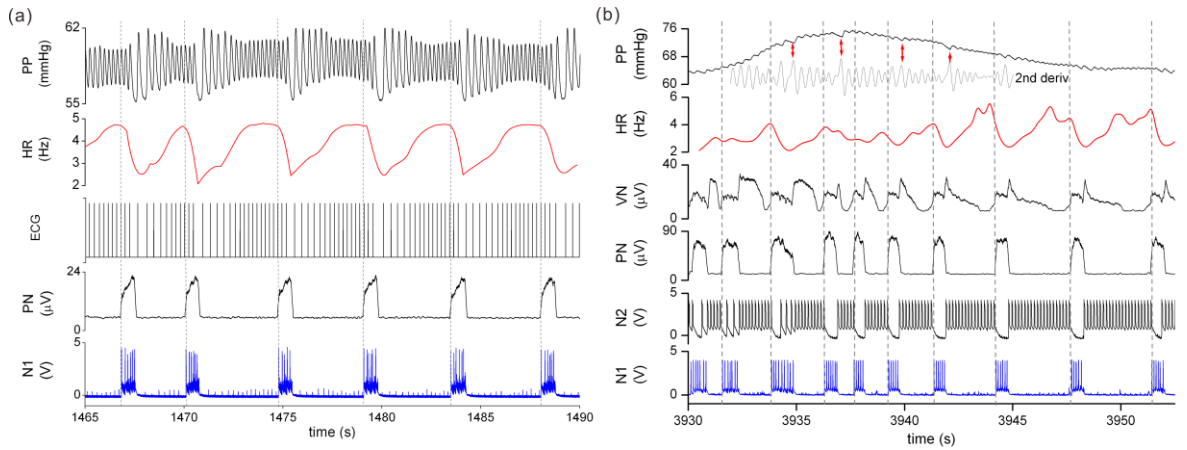 (a)
62
PP
(mmHg)
55
5
4
HR
(Hz)
3
2
ECG
24
PN
(μV)
0
5
N1
(V)
0
1465 1470 1475 1480 1485 1490
time (s)
(b)
76
PP
(mmHg)
68
60
2nd deriv
6
HR
(Hz)
4
2
40
VN
(μV)
0
90
PN
(μV)
0
5
N2
(V)
0
5
N1
(V)
0
3930 3935 3940 3945 3950
time (s)